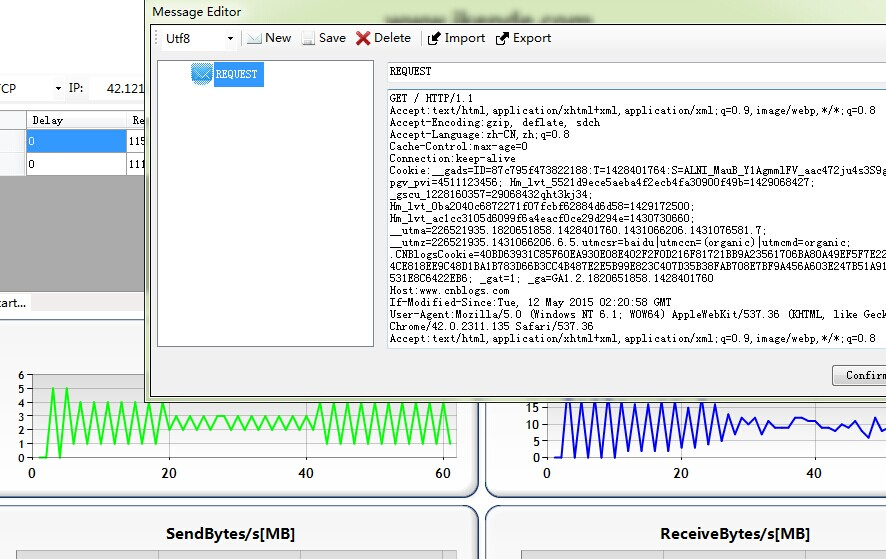 www.ikende.com
Message Editor
Utf8 New Save Delete Import Export
REQUEST
REQUEST
GET / HTTP/1.1
Accept:text/html,application/xhtml+xml,application/xml;q=0.9,image/webp,*/*;q=0.8
Accept-Encoding:gzip, deflate, sdch
Accept-Language:zh-CN,zh;q=0.8
Cache-Control:max-age=0
Connection:keep-alive
Cookie:__gads=ID=87c795f473822188:T=1428401764:S=ALNI_MauB_Y1AgmmlFV_aac472ju4s3S9g
pgv_pvi=4511123456; Hm_lvt_5521d9ece5aeba4f2ecb4fa30900f49b=1429068427;
_gscu_1228160357=29068432qht3kj34;
Hm_lvt_0ba2040c6872271f07fcbf62884d6d58=1429172500;
Hm_lvt_ac1cc3105d6099f6a4eacf0ce29d294e=1430730660;
__utma=226521935.1820651858.1428401760.1431066206.1431076581.7;
__utmz=226521935.1431066206.6.5.utmcsr=baidu|utmccn=(organic)|utmcmd=organic;
.CNBlogsCookie=40BD63931C85F60EA930E08E402F2F0D216F81721BB9A23561706BA80A49EF5F7E22
4CE818EE9C48D1BA1B783D66B3CC4B487E2E5B99E823C407D35B38FAB708E7BF9A456A603E247B51A91
531E8C6422EB6; _gat=1; _ga=GA1.2.1820651858.1428401760
Host:www.cnblogs.com
If-Modified-Since:Tue, 12 May 2015 02:20:58 GMT
User-Agent:Mozilla/5.0 (Windows NT 6.1; WOW64) AppleWebKit/537.36 (KHTML, like Geck
Chrome/42.0.2311.135 Safari/537.36
Accept:text/html,application/xhtml+xml,application/xml;q=0.9,image/webp,*/*;q=0.8
Confirm
CP IP: 42.121
Delay Re
0 115
0 111
tart...
6
5
4
3
2
1
0
0 20 40 60
15
10
5
0
0 20 40
SendBytes/s[MB]
ReceiveBytes/s[MB]